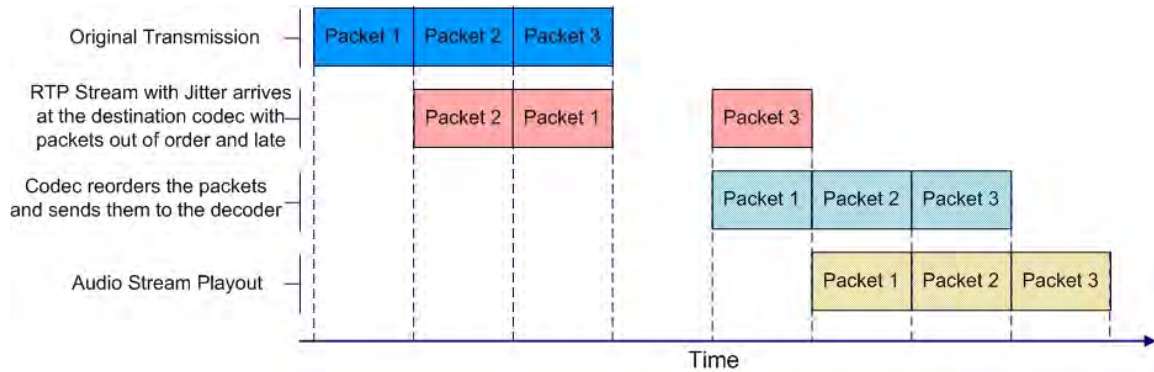 Original Transmission
Packet 1 Packet 2 Packet 3
RTP Stream with Jitter arrives
at the destination codec with
packets out of order and late
Packet 2 Packet 1 Packet 3
Codec reorders the packets
and sends them to the decoder
Packet 1 Packet 2 Packet 3
Audio Stream Playout
Packet 1 Packet 2 Packet 3
Time